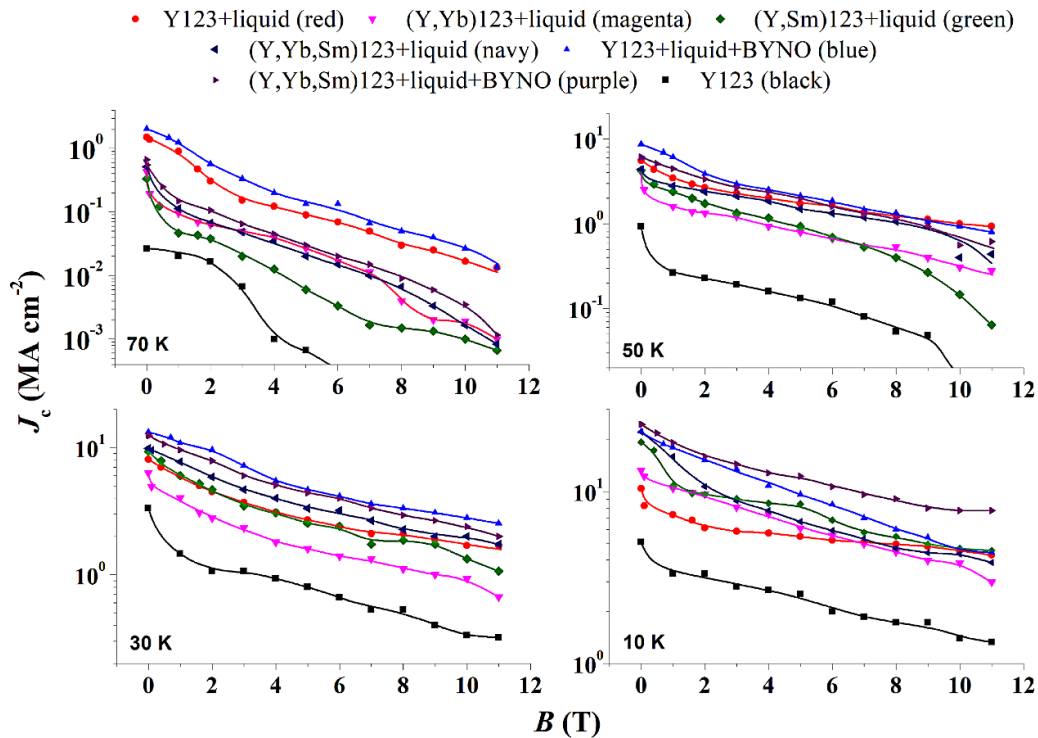 Y123+liquid (red) (Y,Yb)123+liquid (magenta) (Y,Sm)123+liquid (green)
(Y,Yb,Sm)123+liquid (navy) Y123+liquid+BYNO (blue)
(Y,Yb,Sm)123+liquid+BYNO (purple) Y123 (black)
J_c (MA cm⁻²)
10⁰
10⁻¹
10⁻²
10⁻³
70 K
0 2 4 6 8 10 12
10¹
10⁰
10⁻¹
50 K
0 2 4 6 8 10 12
10¹
10⁰
30 K
0 2 4 6 8 10 12
10¹
10⁰
10 K
0 2 4 6 8 10 12
B (T)